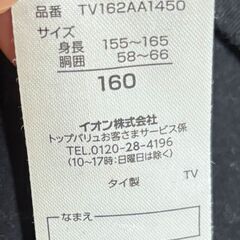 品番 TV162AA1450
サイズ
身長 155~165
胸囲 58~66
160
イオン株式会社
トップバリュお客さまサービス係
TEL.0120-28-4196
(10~17時:日曜日は除く)
タイ製 TV
なまえ